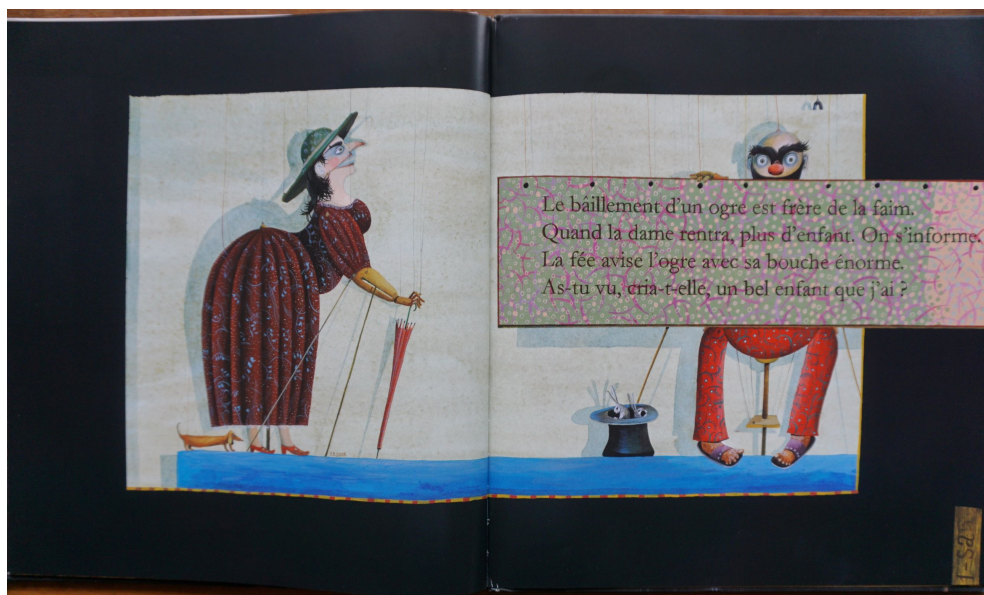 Le bâillement d'un ogre est frère de la faim.
Quand la dame rentra, plus d'enfant. On s'informe.
La fée avise l'ogre avec sa bouche énorme.
As-tu vu, cria-t-elle, un bel enfant que j'ai ?